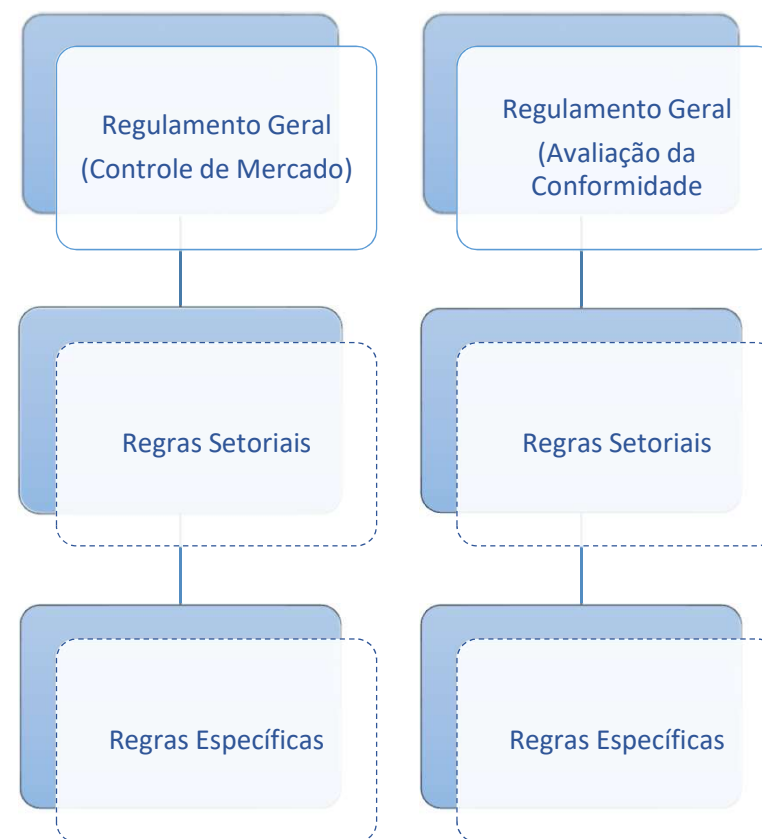 Regulamento Geral
(Controle de Mercado)
Regulamento Geral
(Avaliação da
Conformidade
Regras Setoriais
Regras Setoriais
Regras Específicas
Regras Específicas